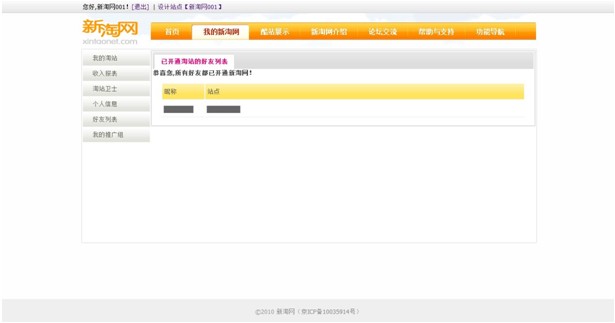 您好,新淘网001! [退出] | 设计站点【新淘网001】
新淘网
xintaonet.com
首页 我的新淘网 酷站展示 新淘网介绍 论坛交流 帮助与支持 功能导航
我的淘站
收入报表
淘站卫士
个人信息
好友列表
我的推广组
已开通淘站的好友列表
恭喜您,所有好友都已开通新淘网!
昵称 站点
©2010 新淘网(京ICP备10035914号)